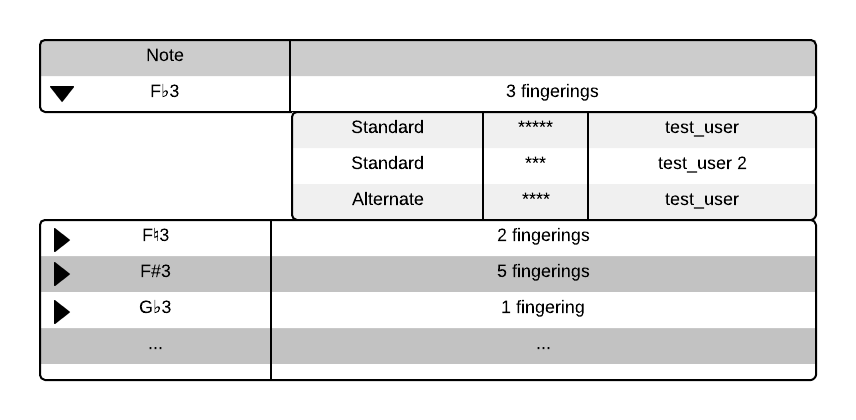 Note
F♭3 3 fingerings
Standard ***** test_user
Standard *** test_user 2
Alternate **** test_user
F♮3 2 fingerings
F#3 5 fingerings
G♭3 1 fingering
... ...